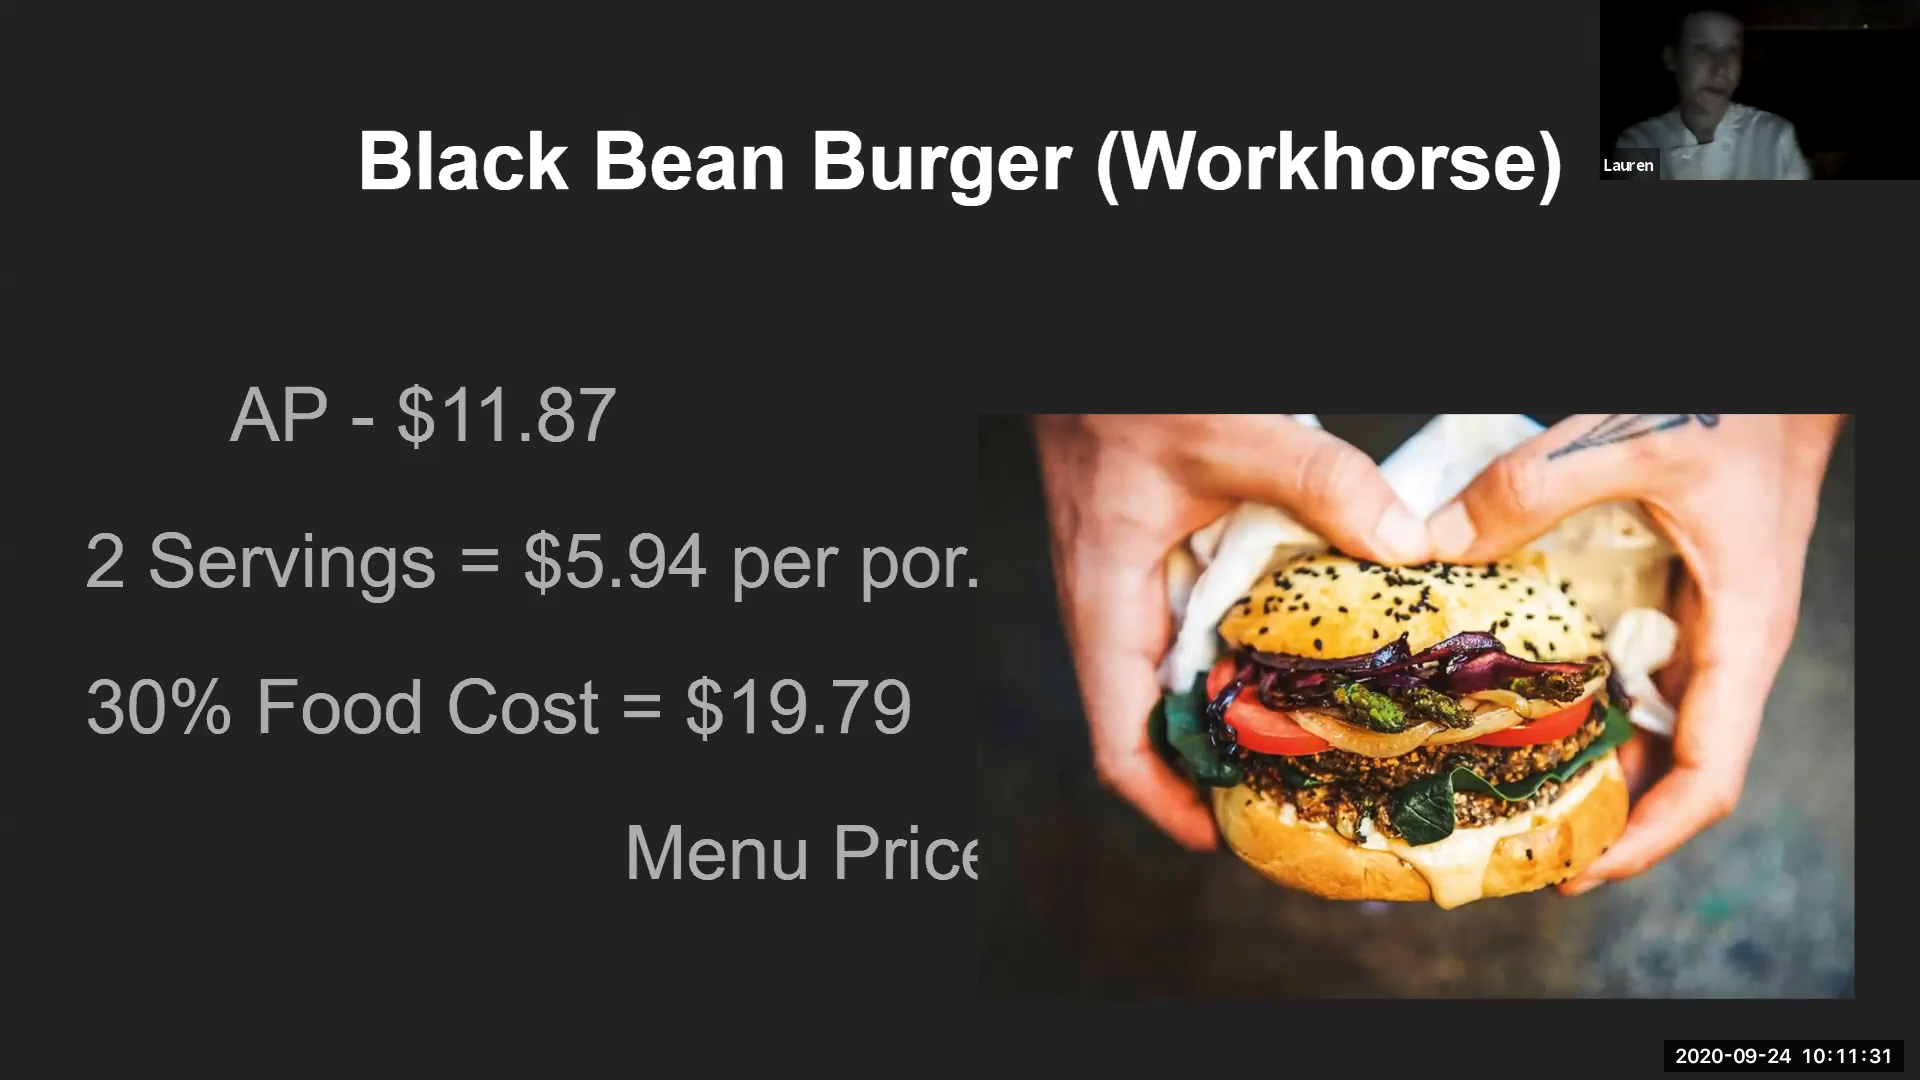 Black Bean Burger (Workhorse)
Lauren
AP - $11.87
2 Servings = $5.94 per por.
30% Food Cost = $19.79
Menu Price
2020-09-24 10:11:31